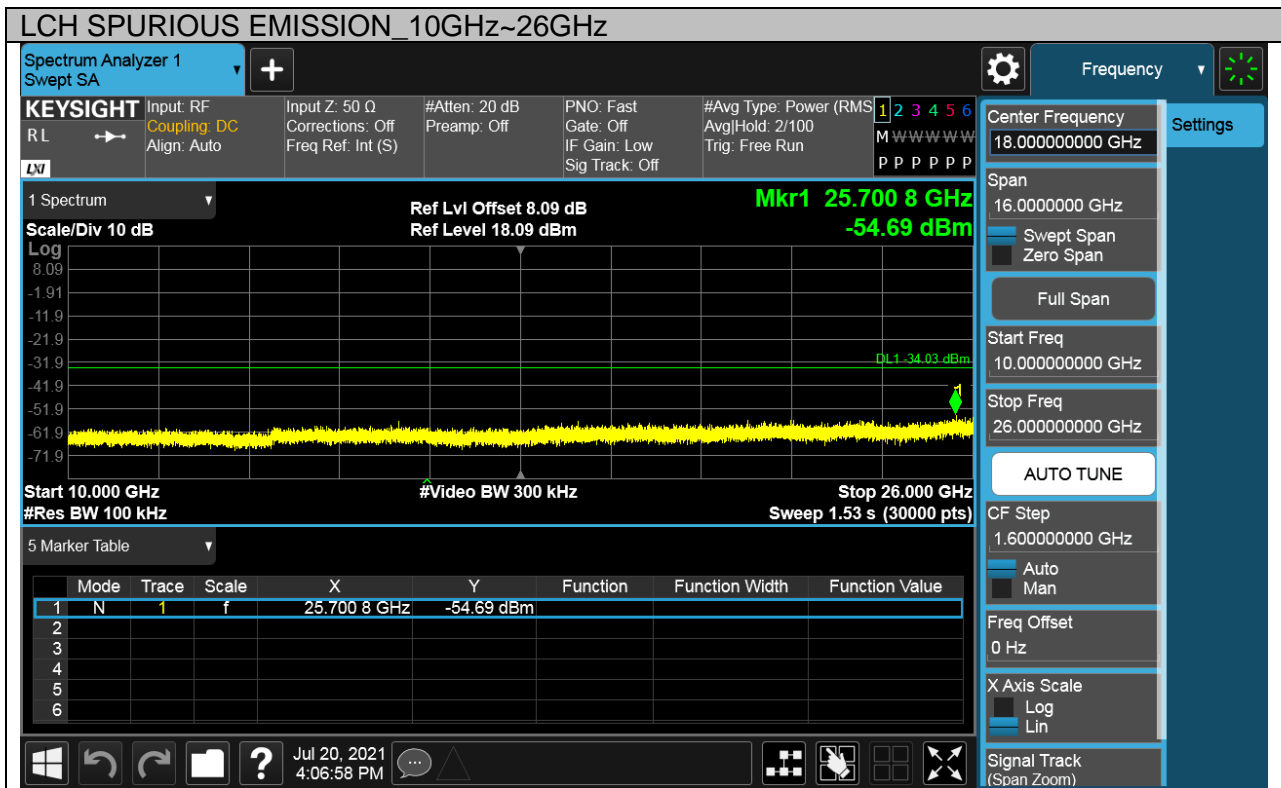 LCH SPURIOUS EMISSION_10GHz~26GHz
Spectrum Analyzer 1
Swept SA
Frequency
KEYSIGHT
RL
LXI
Input: RF
Coupling: DC
Align: Auto
Input Z: 50 Ω
Corrections: Off
Freq Ref: Int (S)
#Atten: 20 dB
Preamp: Off
PNO: Fast
Gate: Off
IF Gain: Low
Sig Track: Off
#Avg Type: Power (RMS
Avg|Hold: 2/100
Trig: Free Run
1 2 3 4 5 6
M W W W W W
P P P P P P
1 Spectrum
Scale/Div 10 dB
Ref Lvl Offset 8.09 dB
Ref Level 18.09 dBm
Mkr1 25.700 8 GHz
-54.69 dBm
Log
8.09
-1.91
-11.9
-21.9
-31.9
-41.9
-51.9
-61.9
-71.9
DL1 -34.03 dBm
1
Start 10.000 GHz
#Video BW 300 kHz
Stop 26.000 GHz
#Res BW 100 kHz
Sweep 1.53 s (30000 pts)
5 Marker Table
Mode Trace Scale X Y Function Function Width Function Value
1 N 1 f 25.700 8 GHz -54.69 dBm
2
3
4
5
6
Jul 20, 2021
4:06:58 PM
Center Frequency
18.000000000 GHz
Settings
Span
16.0000000 GHz
Swept Span
Zero Span
Full Span
Start Freq
10.000000000 GHz
Stop Freq
26.000000000 GHz
AUTO TUNE
CF Step
1.600000000 GHz
Auto
Man
Freq Offset
0 Hz
X Axis Scale
Log
Lin
Signal Track
(Span Zoom)